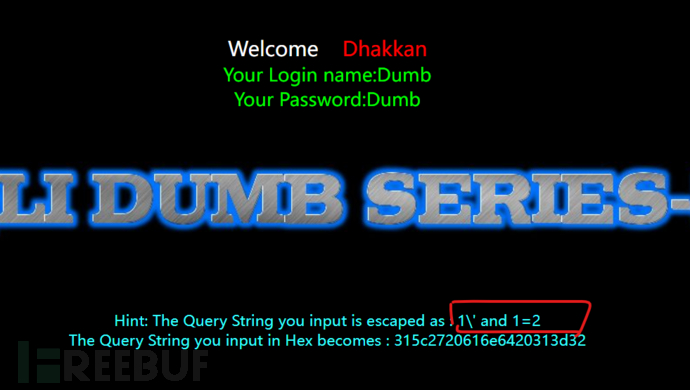 Welcome Dhakkan
Your Login name:Dumb
Your Password:Dumb
LI DUMB SERIES-
Hint: The Query String you input is escaped as : 1\' and 1=2
The Query String you input in Hex becomes : 315c2720616e6420313d32
FREEBUF